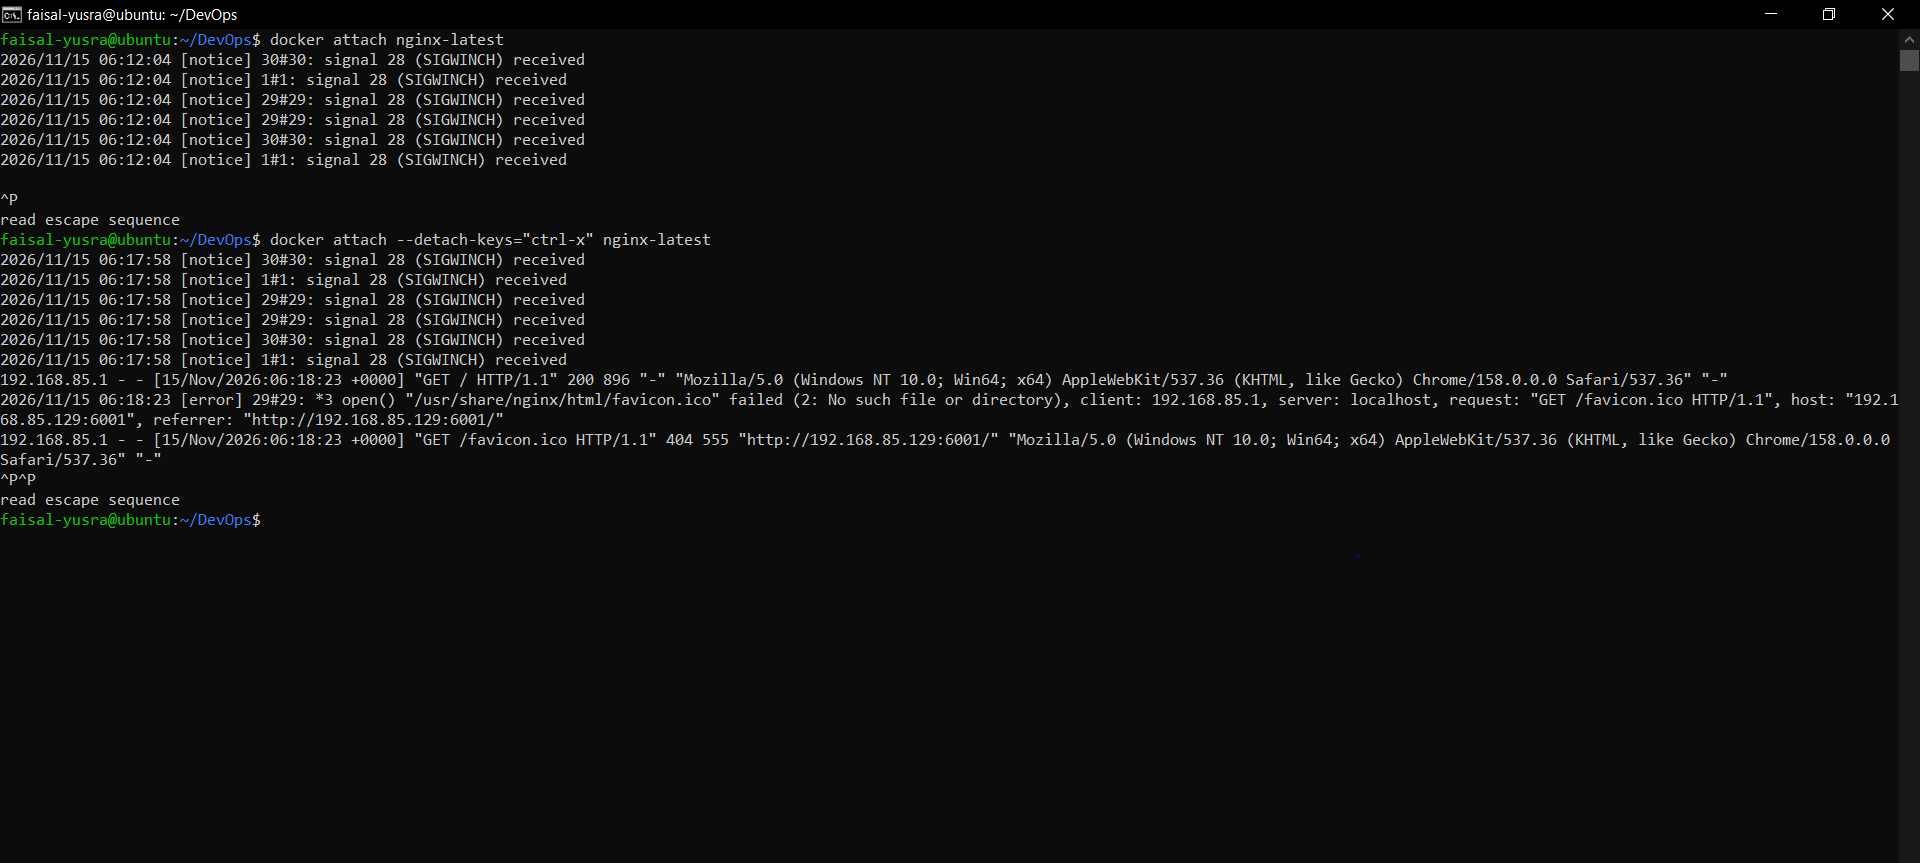 faisal-yusra@ubuntu: ~/DevOps
faisal-yusra@ubuntu:~/DevOps$ docker attach nginx-latest
2026/11/15 06:12:04 [notice] 30#30: signal 28 (SIGWINCH) received
2026/11/15 06:12:04 [notice] 1#1: signal 28 (SIGWINCH) received
2026/11/15 06:12:04 [notice] 29#29: signal 28 (SIGWINCH) received
2026/11/15 06:12:04 [notice] 29#29: signal 28 (SIGWINCH) received
2026/11/15 06:12:04 [notice] 30#30: signal 28 (SIGWINCH) received
2026/11/15 06:12:04 [notice] 1#1: signal 28 (SIGWINCH) received
^P
read escape sequence
faisal-yusra@ubuntu:~/DevOps$ docker attach --detach-keys="ctrl-x" nginx-latest
2026/11/15 06:17:58 [notice] 30#30: signal 28 (SIGWINCH) received
2026/11/15 06:17:58 [notice] 1#1: signal 28 (SIGWINCH) received
2026/11/15 06:17:58 [notice] 29#29: signal 28 (SIGWINCH) received
2026/11/15 06:17:58 [notice] 29#29: signal 28 (SIGWINCH) received
2026/11/15 06:17:58 [notice] 30#30: signal 28 (SIGWINCH) received
2026/11/15 06:17:58 [notice] 1#1: signal 28 (SIGWINCH) received
192.168.85.1 - - [15/Nov/2026:06:18:23 +0000] "GET / HTTP/1.1" 200 896 "-" "Mozilla/5.0 (Windows NT 10.0; Win64; x64) AppleWebKit/537.36 (KHTML, like Gecko) Chrome/158.0.0.0 Safari/537.36" "-"
2026/11/15 06:18:23 [error] 29#29: *3 open() "/usr/share/nginx/html/favicon.ico" failed (2: No such file or directory), client: 192.168.85.1, server: localhost, request: "GET /favicon.ico HTTP/1.1", host: "192.1
68.85.129:6001", referrer: "http://192.168.85.129:6001/"
192.168.85.1 - - [15/Nov/2026:06:18:23 +0000] "GET /favicon.ico HTTP/1.1" 404 555 "http://192.168.85.129:6001/" "Mozilla/5.0 (Windows NT 10.0; Win64; x64) AppleWebKit/537.36 (KHTML, like Gecko) Chrome/158.0.0.0
Safari/537.36" "-"
^P^P
read escape sequence
faisal-yusra@ubuntu:~/DevOps$